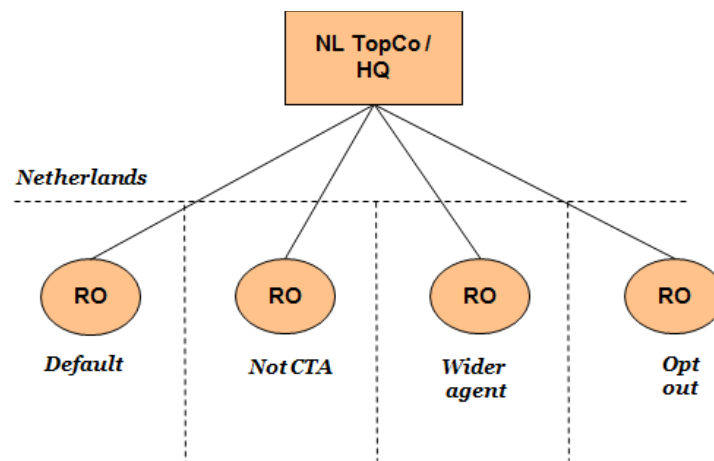 NL TopCo /
HQ
Netherlands
RO
RO
RO
RO
Default
Not CTA
Wider
agent
Opt
out